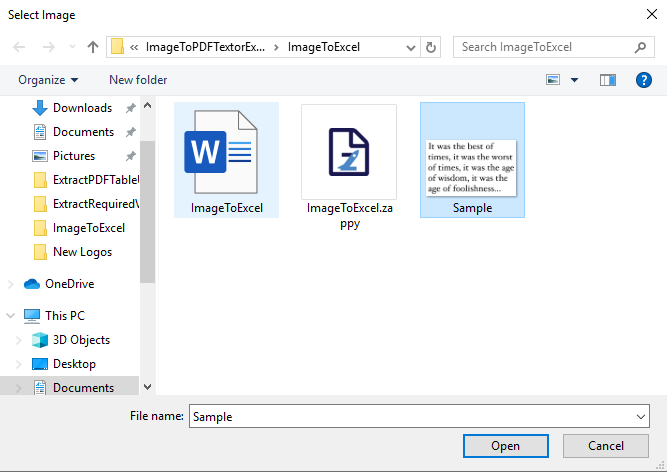 Select Image
« ImageToPDFTextorEx... › ImageToExcel
Search ImageToExcel
Organize
New folder
?
Downloads
Documents
Pictures
ExtractPDFTable
ExtractRequired
ImageToExcel
New Logos
OneDrive
This PC
3D Objects
Desktop
Documents
W
ImageToExcel
ImageToExcel.za
ppy
It was the best of
times, it was the worst
of times, it was the age
of wisdom, it was the
age of foolishness...
Sample
File name:
Sample
Open
Cancel